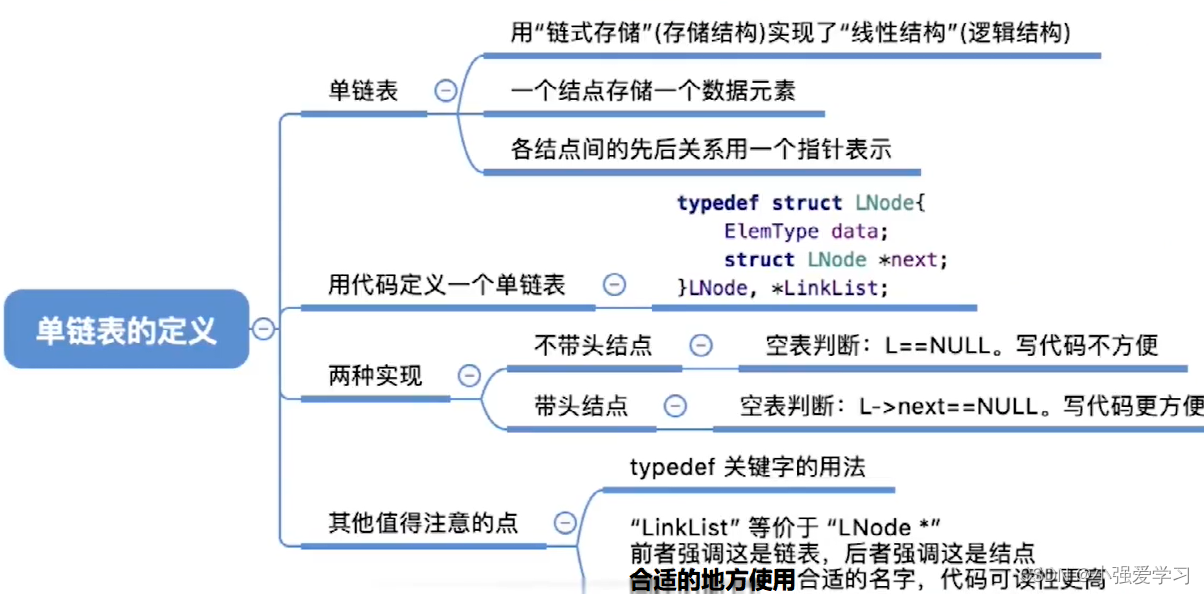 用“链式存储”(存储结构)实现了“线性结构”(逻辑结构)
单链表
一个结点存储一个数据元素
各结点间的先后关系用一个指针表示
typedef struct LNode{
ElemType data;
struct LNode *next;
}LNode, *LinkList;
用代码定义一个单链表
单链表的定义
不带头结点
空表判断：L==NULL。写代码不方便
两种实现
带头结点
空表判断：L->next==NULL。写代码更方便
typedef 关键字的用法
其他值得注意的点
“LinkList” 等价于 “LNode *”
前者强调这是链表，后者强调这是结点
合适的地方使用合适的名字，代码可读性更高
CSDN @小强爱学习